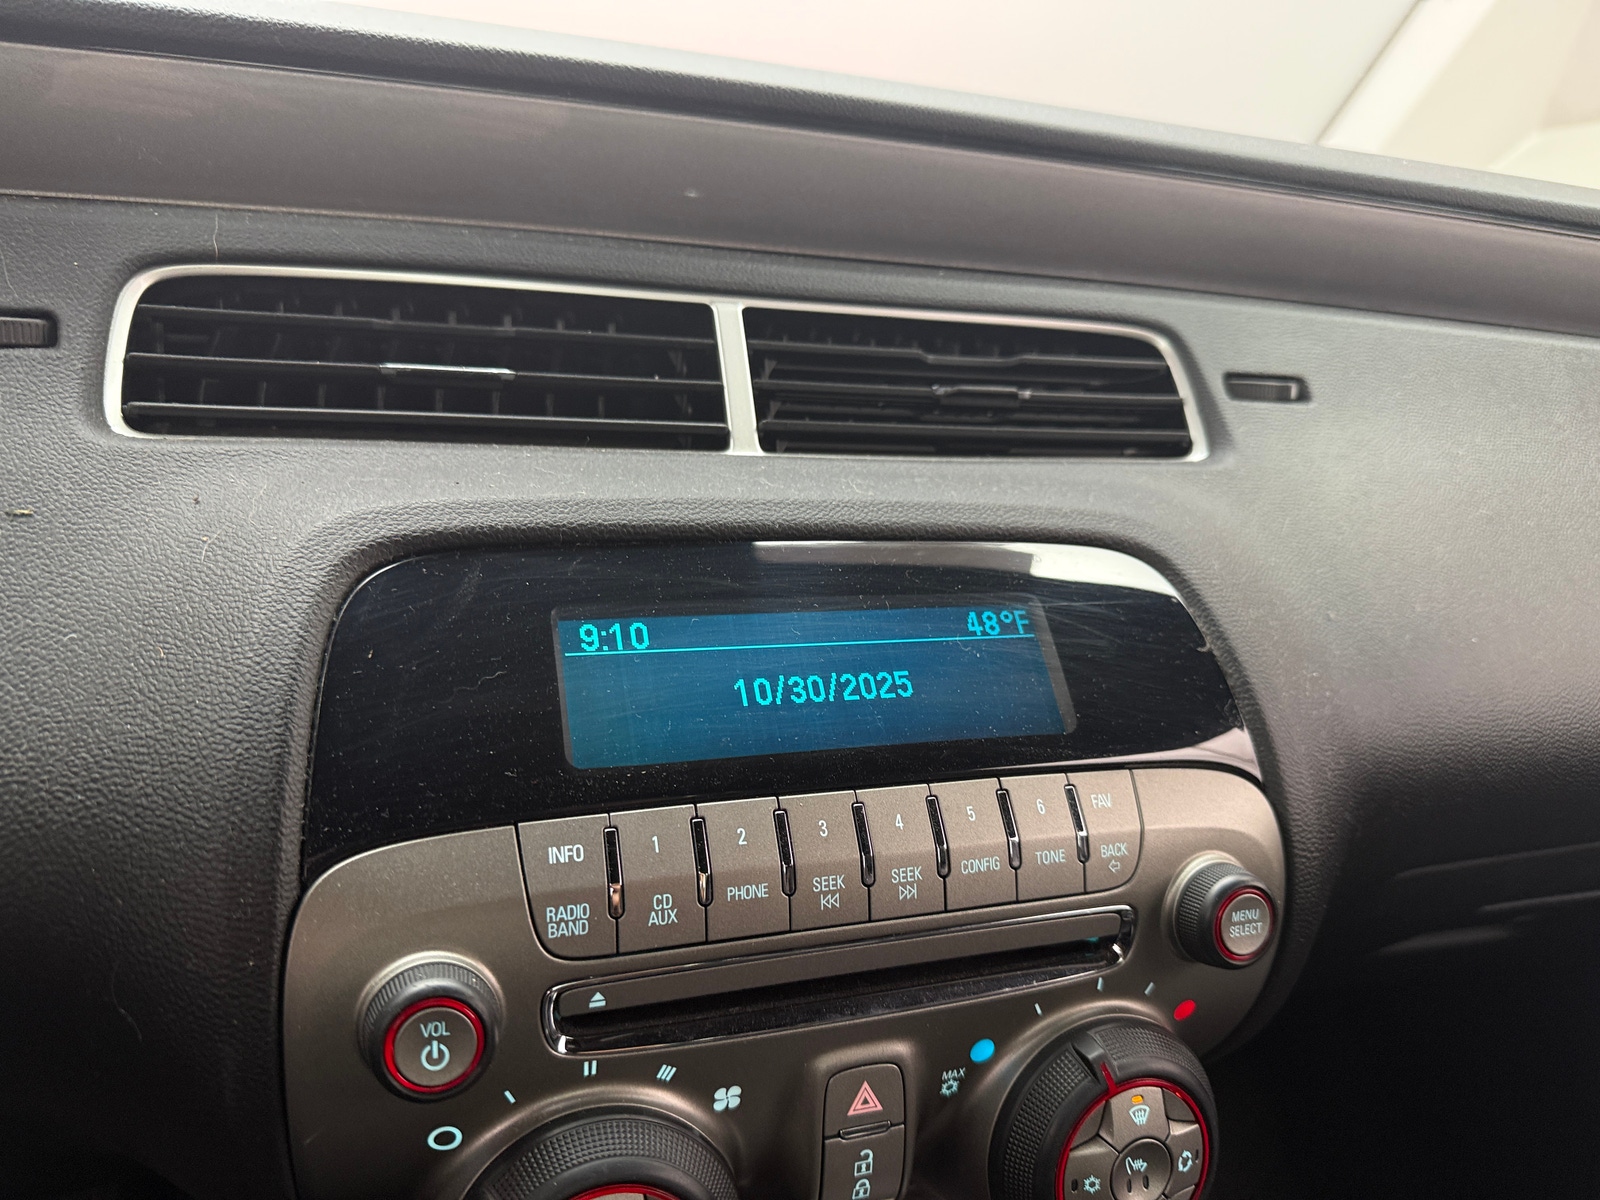 9:10 48°F
10/30/2025
INFO 1 2 3 4 5 6 FAV
RADIO BAND
CD AUX
PHONE
SEEK
SEEK
CONFIG
TONE
BACK
MENU SELECT
VOL
MAX